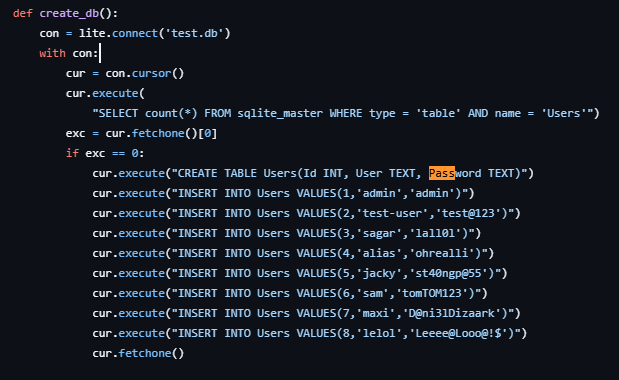 def create_db():
con = lite.connect('test.db')
with con:
cur = con.cursor()
cur.execute(
"SELECT count(*) FROM sqlite_master WHERE type = 'table' AND name = 'Users'")
exc = cur.fetchone()[0]
if exc == 0:
cur.execute("CREATE TABLE Users(Id INT, User TEXT, Password TEXT)")
cur.execute("INSERT INTO Users VALUES(1,'admin','admin')")
cur.execute("INSERT INTO Users VALUES(2,'test-user','test@123')")
cur.execute("INSERT INTO Users VALUES(3,'sagar','lall01')")
cur.execute("INSERT INTO Users VALUES(4,'alias','ohrealli')")
cur.execute("INSERT INTO Users VALUES(5,'jacky','st40ngp@55')")
cur.execute("INSERT INTO Users VALUES(6,'sam','tomTOM123')")
cur.execute("INSERT INTO Users VALUES(7,'maxi','D@ni3lDizaark')")
cur.execute("INSERT INTO Users VALUES(8,'lelol','Leeee@Looo@!$')")
cur.fetchone()